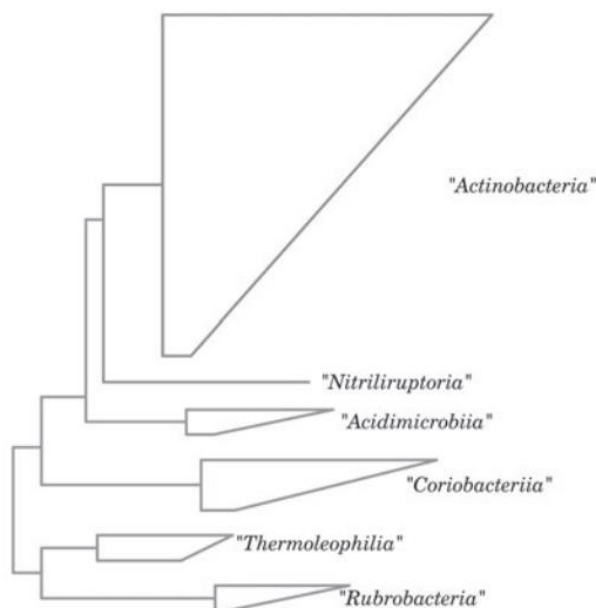 "Actinobacteria"
"Nitriliruptoria"
"Acidimicrobiia"
"Coriobacteriia"
"Thermoleophilia"
"Rubrobacteria"